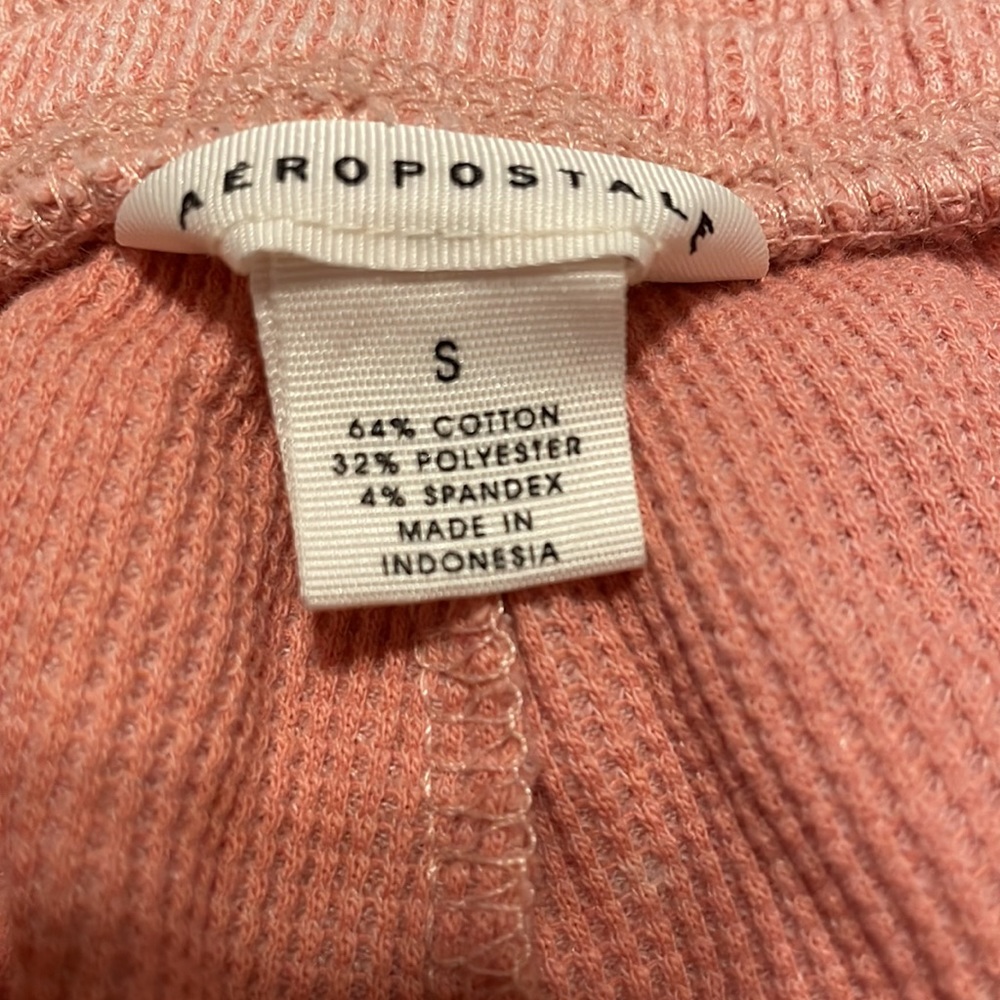 AÉROPOSTALE
S
64% COTTON
32% POLYESTER
4% SPANDEX
MADE IN
INDONESIA